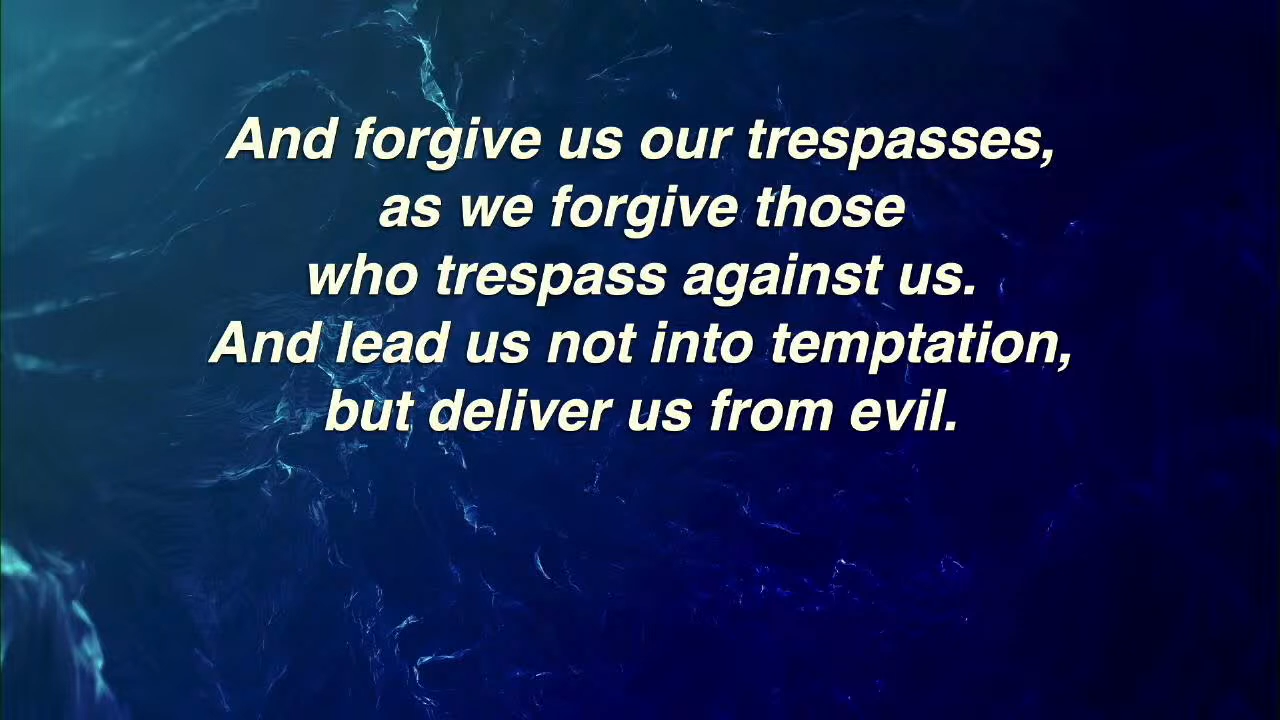 And forgive us our trespasses,
as we forgive those
who trespass against us.
And lead us not into temptation,
but deliver us from evil.